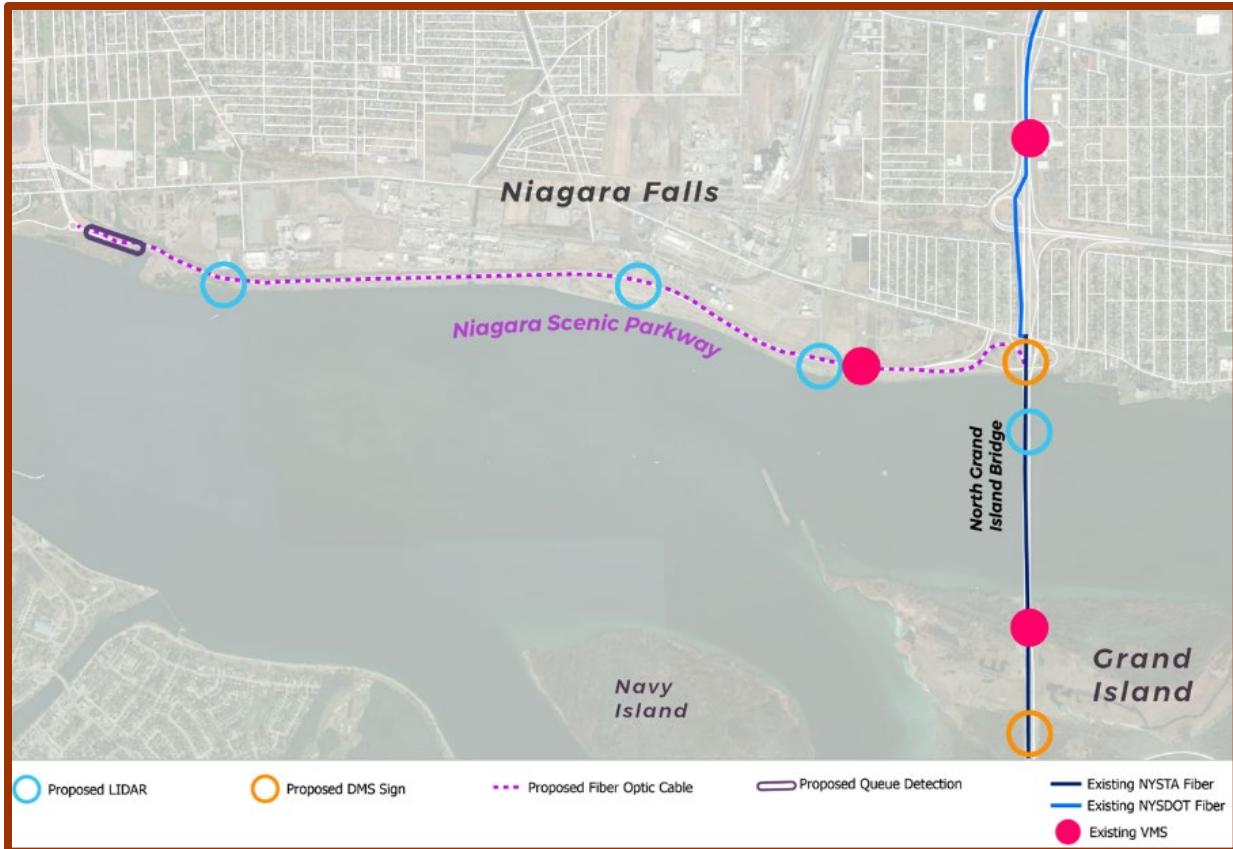 Niagara Falls
Niagara Scenic Parkway
North Grand
Island Bridge
Navy
Island
Grand
Island
Proposed LIDAR
Proposed DMS Sign
Proposed Fiber Optic Cable
Proposed Queue Detection
Existing NYSTA Fiber
Existing NYSDOT Fiber
Existing VMS